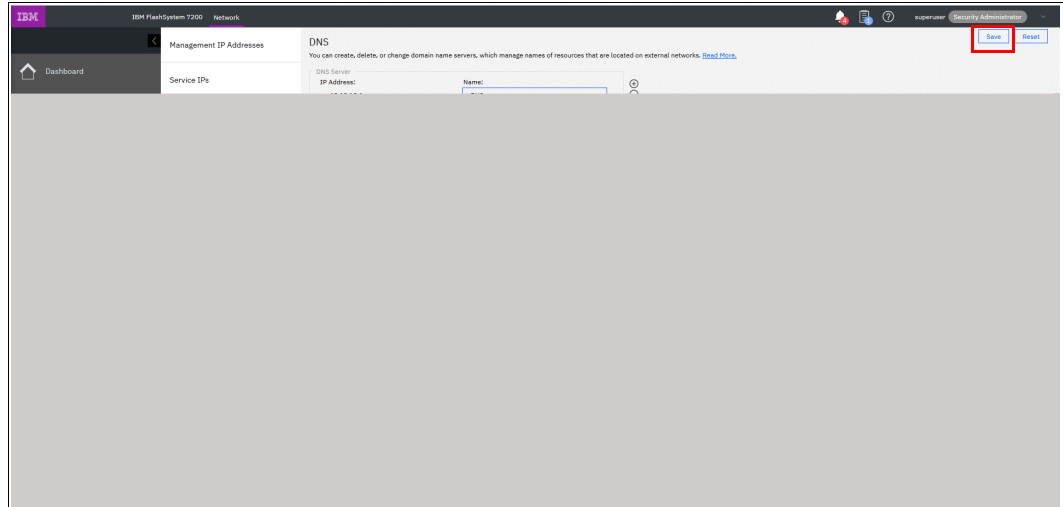 IBM
IBM FlashSystem 7200 Network
4
superuser Security Administrator
Dashboard
Management IP Addresses
Service IPs
DNS
Save Reset
You can create, delete, or change domain name servers, which manage names of resources that are located on external networks. Read More.
DNS Server
IP Address: Name: